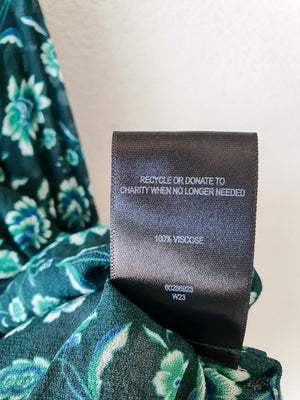 RECYCLE OR DONATE TO
CHARITY WHEN NO LONGER NEEDED
100% VISCOSE
60286923
W23